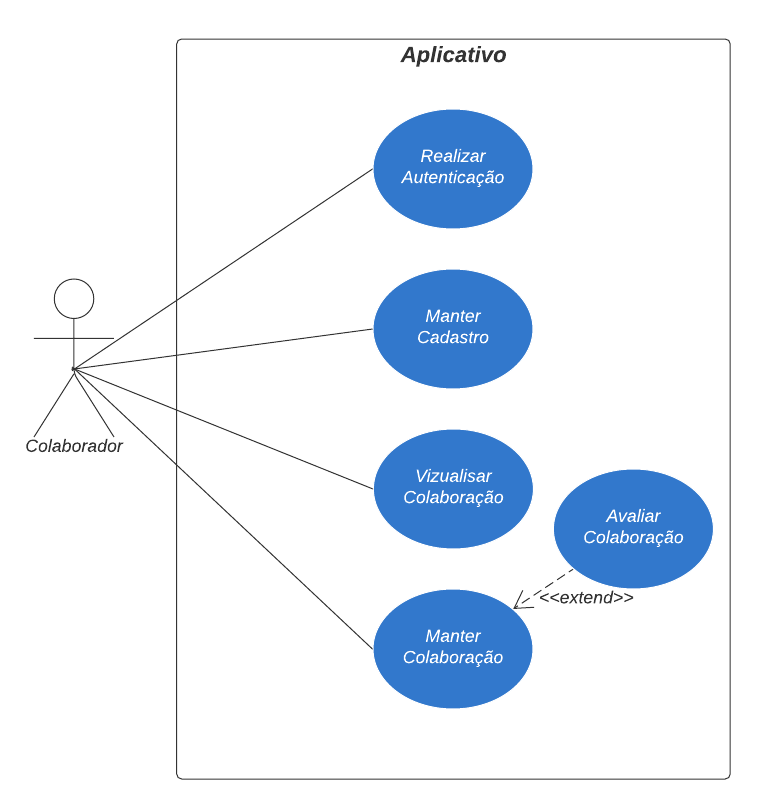 Aplicativo
Realizar
Autenticação
Manter
Cadastro
Colaborador
Vizualisar
Colaboração
Avaliar
Colaboração
<<extend>>
Manter
Colaboração